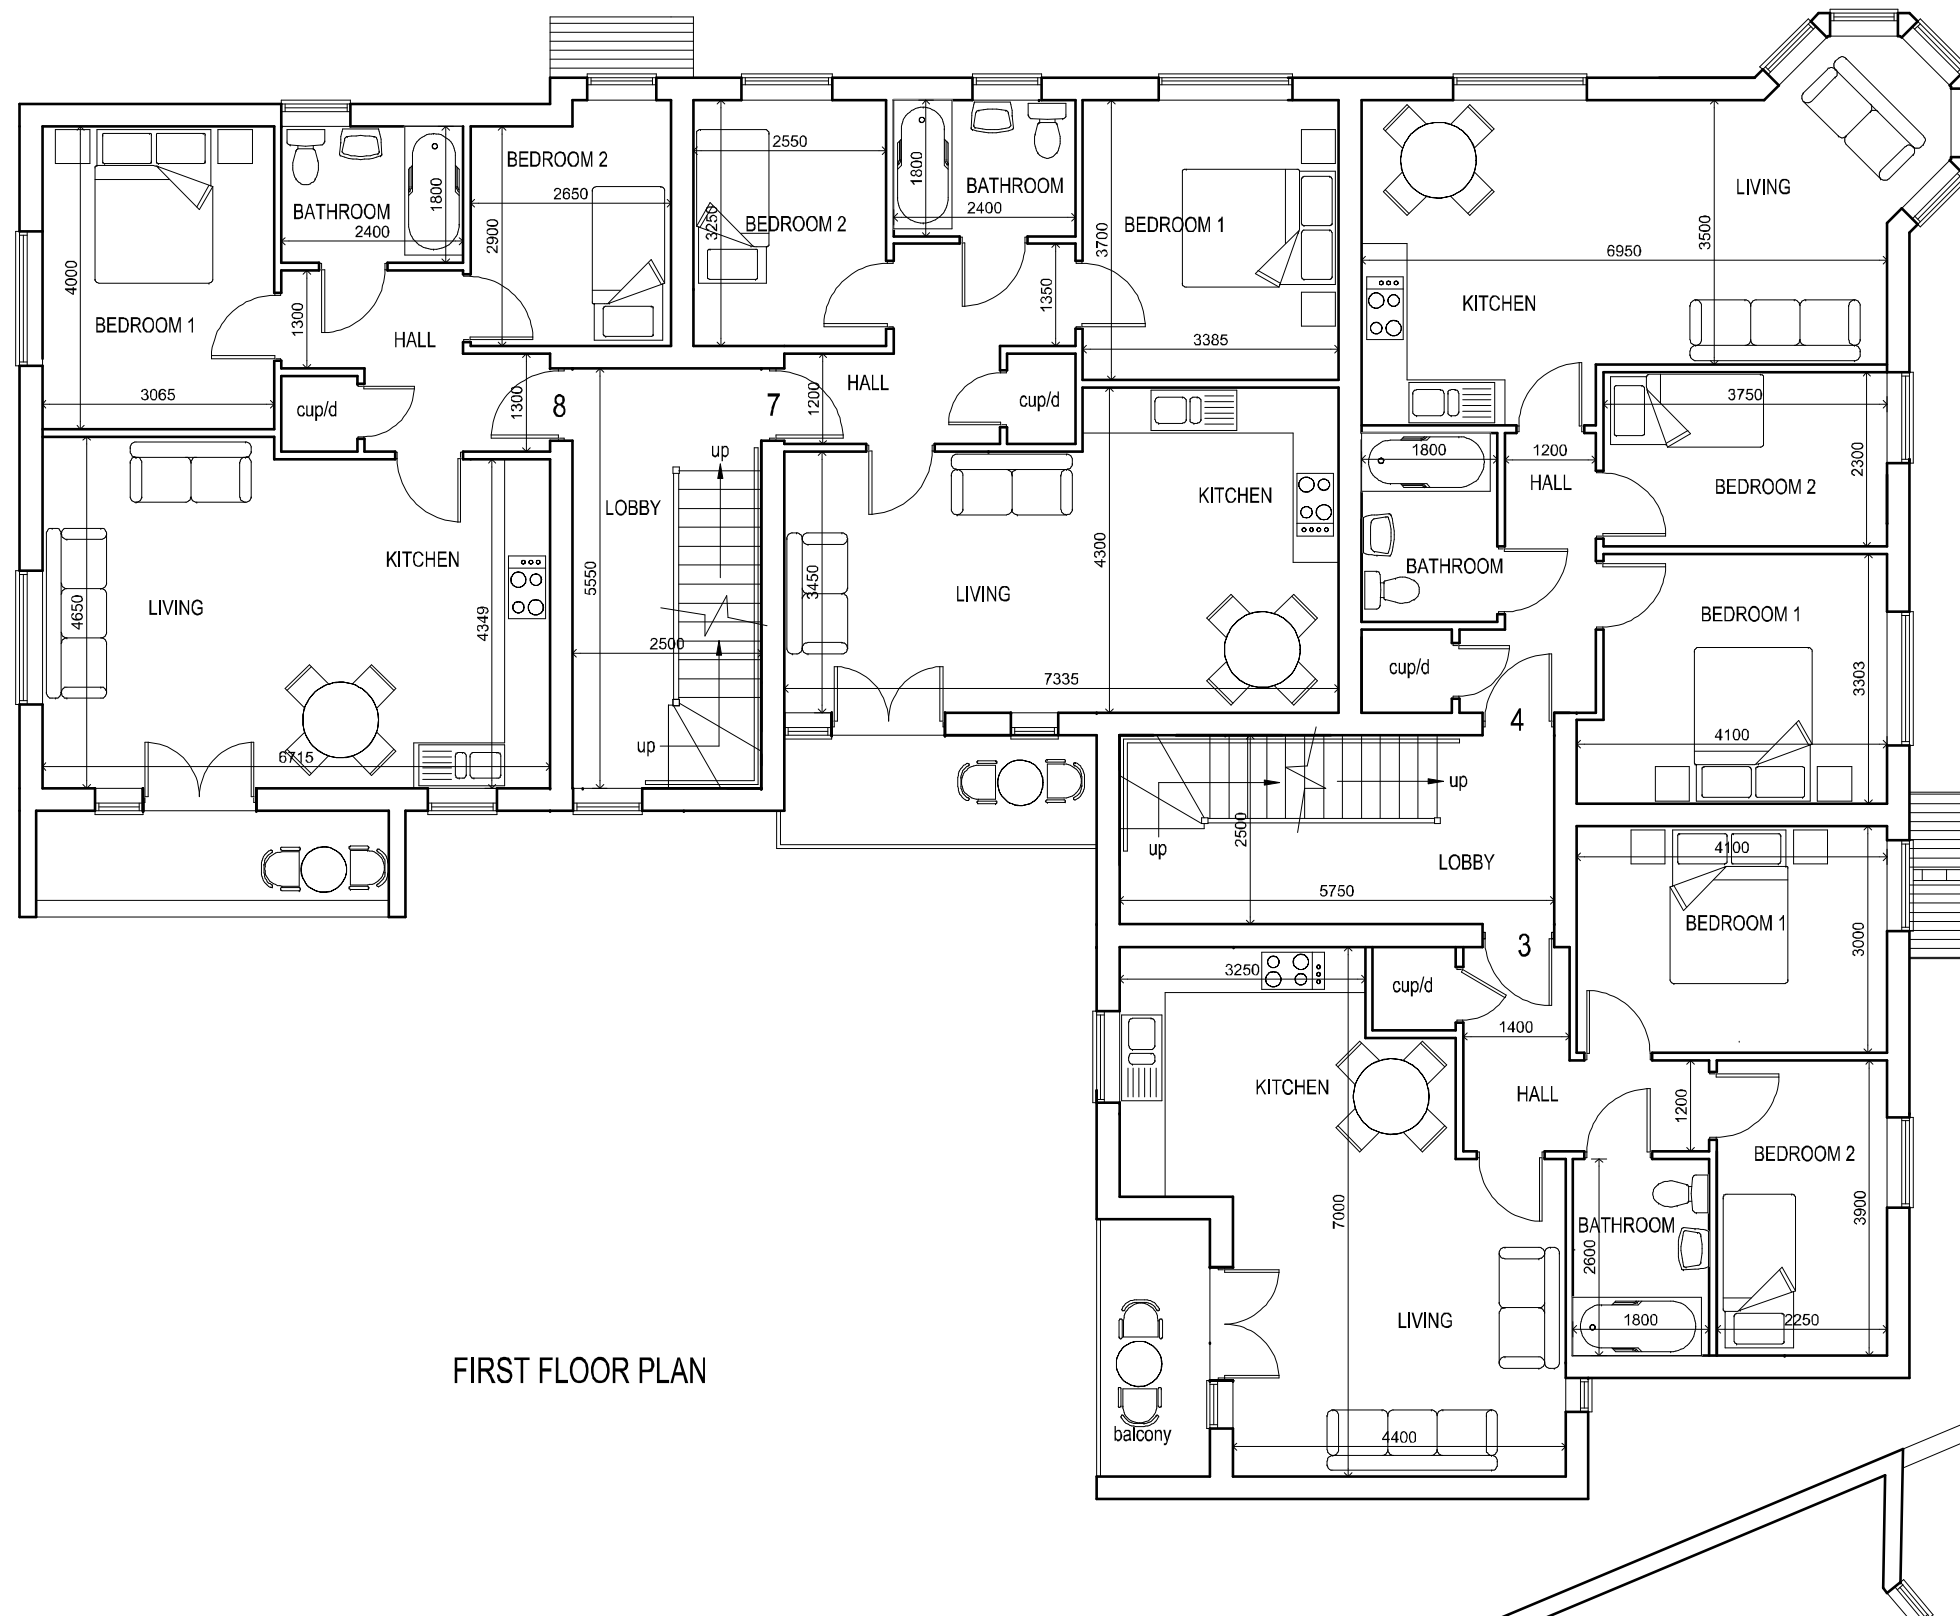 BEDROOM 2
2550
BATHROOM
1800
2400
BEDROOM 1
3700
3385
3250
BEDROOM 2
2650
2900
BATHROOM
1800
2400
4000
BEDROOM 1
3065
1300
HALL
cup/d
1300
8
7
1200
HALL
1350
cup/d
LIVING
3500
6950
KITCHEN
3750
2300
BEDROOM 2
1800
1200
HALL
BATHROOM
BEDROOM 1
3303
4100
cup/d
4
up
LOBBY
5550
2500
up
KITCHEN
LIVING
4650
4349
6715
KITCHEN
4300
3450
LIVING
7335
up
up
2500
LOBBY
5750
3
4100
BEDROOM 1
3000
3250
cup/d
1400
KITCHEN
HALL
1200
BEDROOM 2
3900
7000
BATHROOM
2600
1800
2250
LIVING
4400
balcony
FIRST FLOOR PLAN